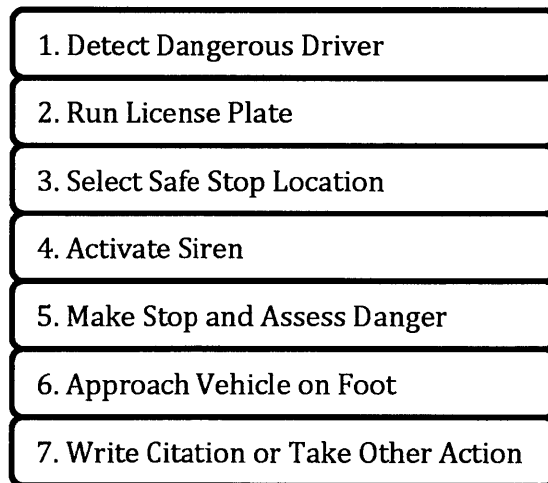 1. Detect Dangerous Driver
2. Run License Plate
3. Select Safe Stop Location
4. Activate Siren
5. Make Stop and Assess Danger
6. Approach Vehicle on Foot
7. Write Citation or Take Other Action